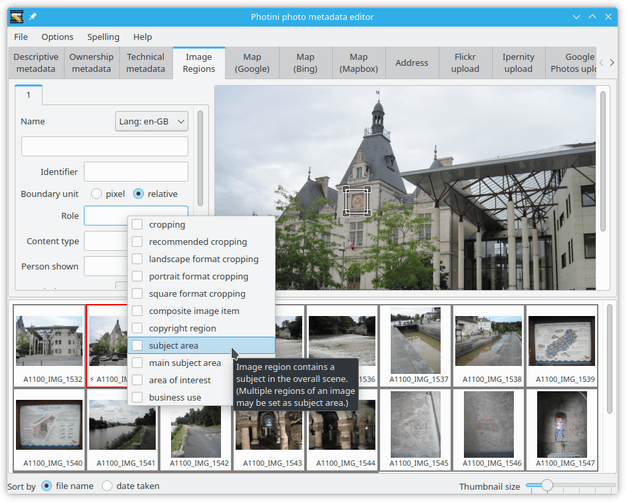 Photini photo metadata editor
File Options Spelling Help
Descriptive metadata
Ownership metadata
Technical metadata
Image Regions
Map (Google)
Map (Bing)
Map (Mapbox)
Address
Flickr upload
Ipernity upload
Google Photos uplo
1
Name Lang: en-GB
Identifier
Boundary unit pixel relative
Role
Content type
Person shown
cropping
recommended cropping
landscape format cropping
portrait format cropping
square format cropping
composite image item
copyright region
subject area
main subject area
area of interest
business use
Image region contains a
subject in the overall scene.
(Multiple regions of an image
may be set as subject area.)
A1100_IMG_1532 A1100_IMG_1537 A1100_IMG_1538 A1100_IMG_1539
A1100_IMG_1540 A1100_IMG_1541 A1100_IMG_1542 A1100_IMG_1543 A1100_IMG_1544 A1100_IMG_1545 A1100_IMG_1546 A1100_IMG_1547
Sort by file name date taken Thumbnail size